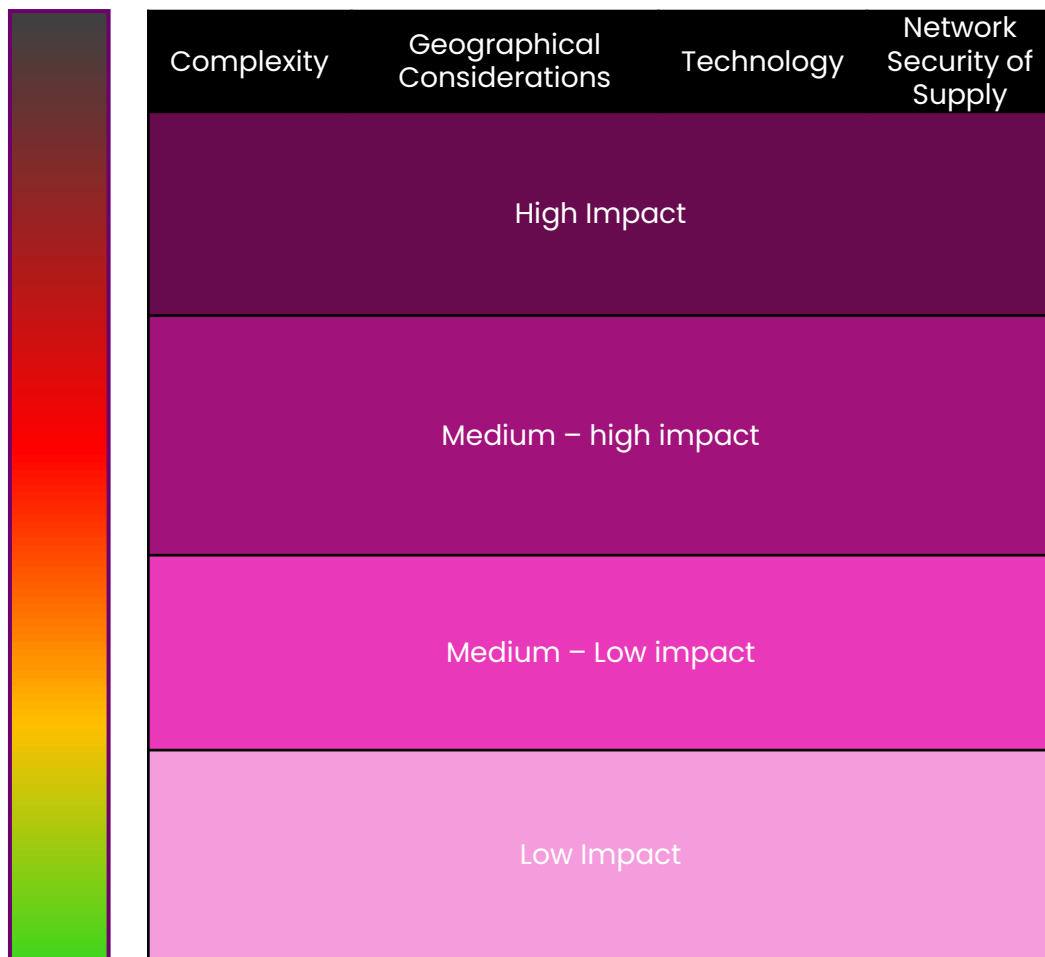 Complexity
Geographical
Considerations
Technology
Network
Security of
Supply
High Impact
Medium – high impact
Medium – Low impact
Low Impact